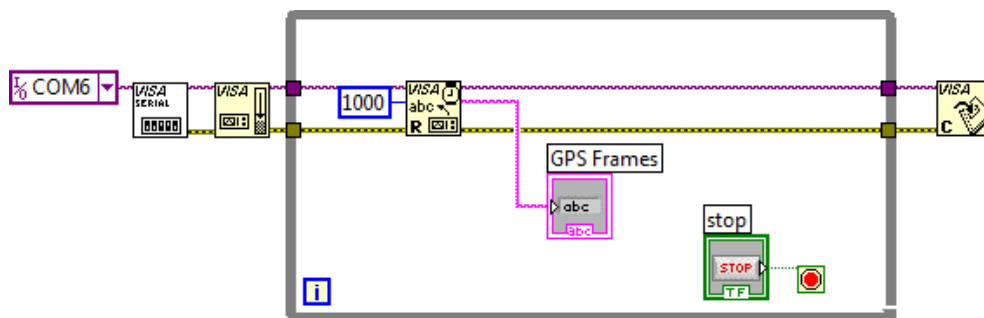 I/O COM6
VISA
SERIAL
VISA
1000
VISA
abc
R
VISA
C
GPS Frames
abc
abc
stop
STOP
TF
i